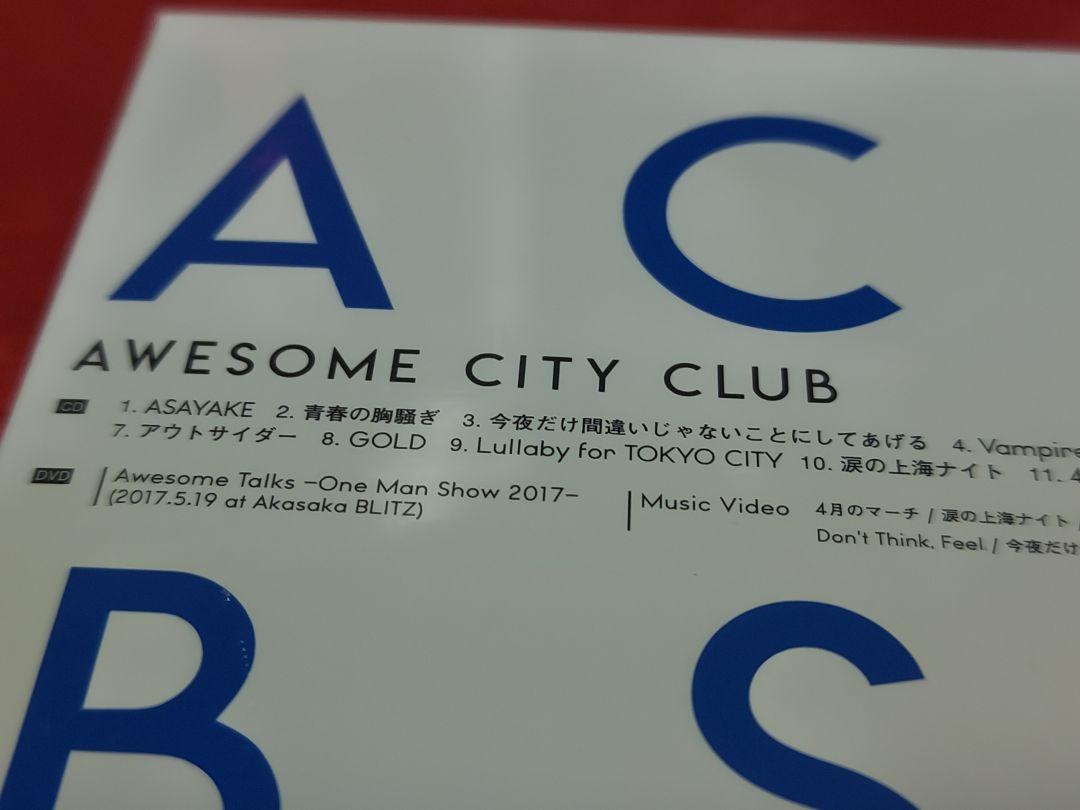 A C
AWESOME CITY CLUB
CD 1. ASAYAKE 2. 青春の胸騒ぎ 3. 今夜だけ間違いじゃないことにしてあげる 4. Vampire
7. アウトサイダー 8. GOLD 9. Lullaby for TOKYO CITY 10. 涙の上海ナイト 11. 4
DVD Awesome Talks –One Man Show 2017–
(2017.5.19 at Akasaka BLITZ)
Music Video 4月のマーチ / 涙の上海ナイト /
Don't Think, Feel / 今夜だけ
B S